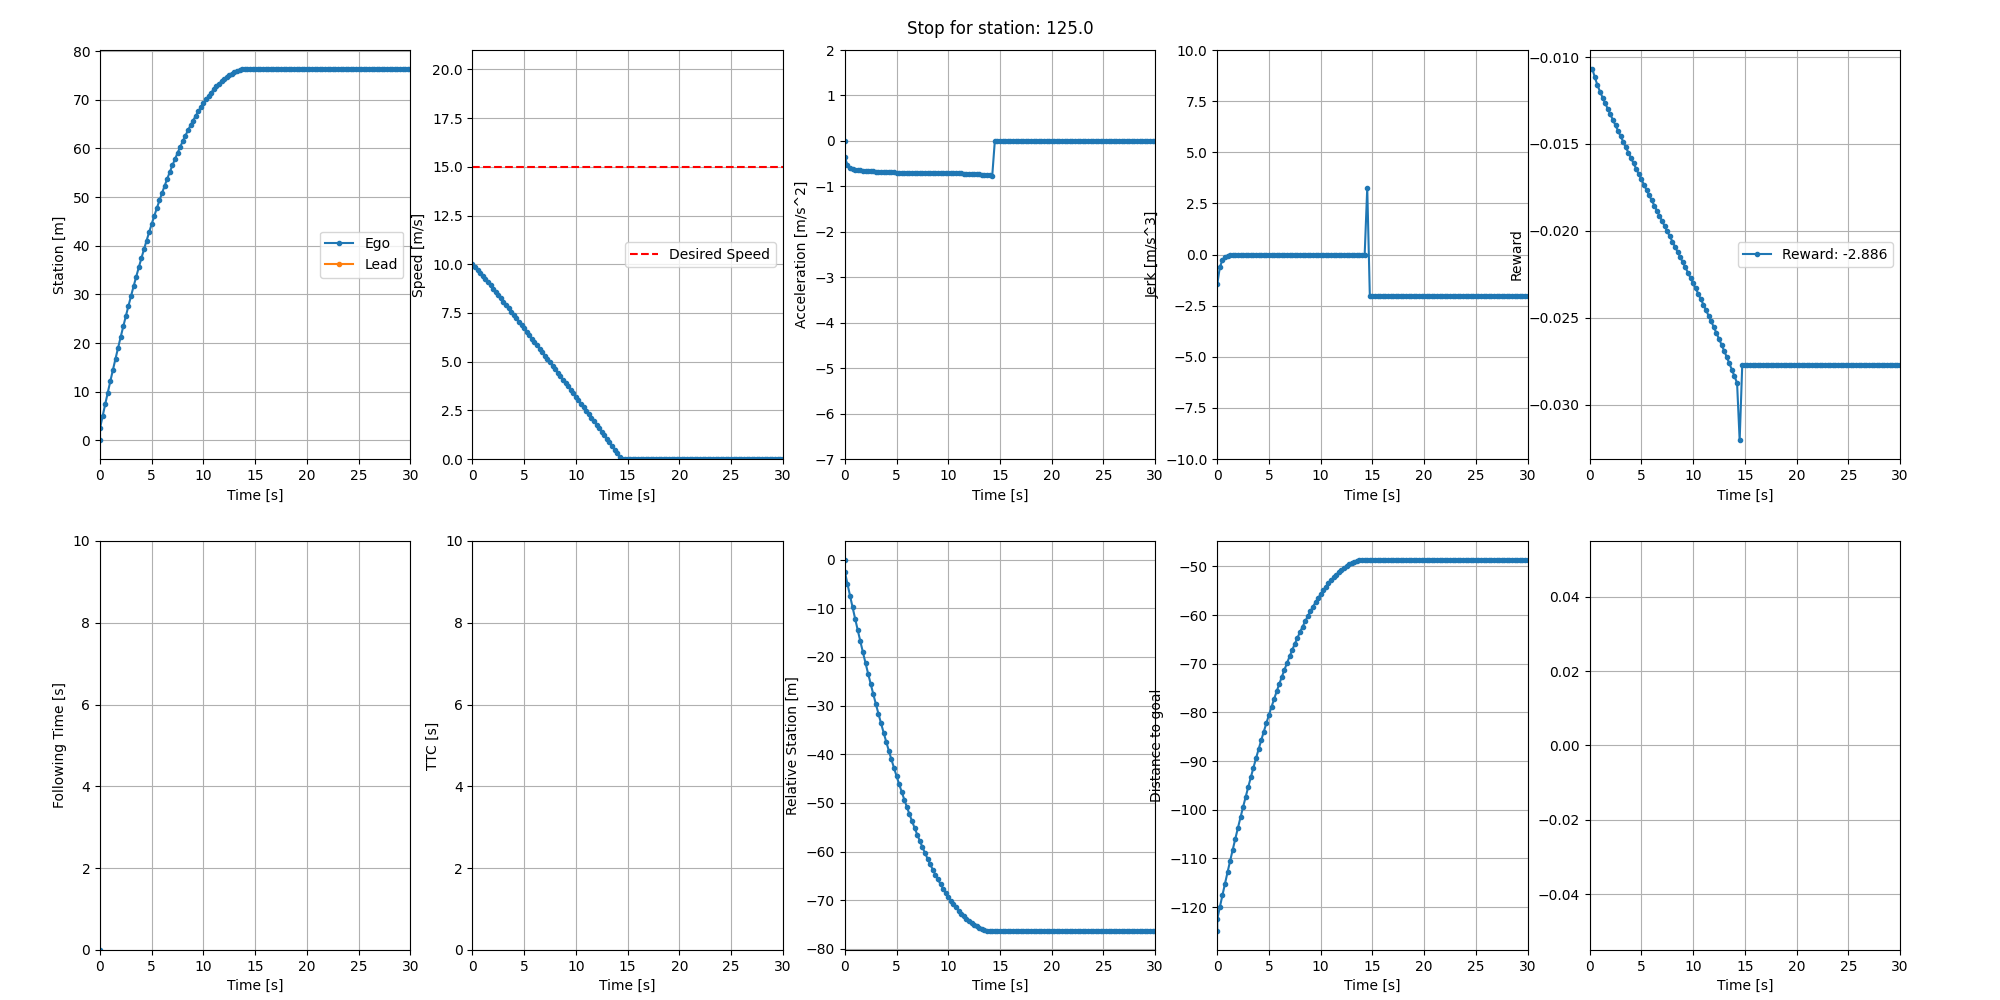 Stop for station: 125.0
Station [m]
80
70
60
50
40
30
20
10
0
Ego
Lead
0 5 10 15 20 25 30
Time [s]
Speed [m/s]
20.0
17.5
15.0
12.5
10.0
7.5
5.0
2.5
0.0
Desired Speed
0 5 10 15 20 25 30
Time [s]
Acceleration [m/s^2]
2
1
0
−1
−2
−3
−4
−5
−6
−7
0 5 10 15 20 25 30
Time [s]
Jerk [m/s^3]
10.0
7.5
5.0
2.5
0.0
−2.5
−5.0
−7.5
−10.0
0 5 10 15 20 25 30
Time [s]
Reward
−0.010
−0.015
−0.020
−0.025
−0.030
Reward: -2.886
0 5 10 15 20 25 30
Time [s]
Following Time [s]
10
8
6
4
2
0
0 5 10 15 20 25 30
Time [s]
TTC [s]
10
8
6
4
2
0
0 5 10 15 20 25 30
Time [s]
Relative Station [m]
0
−10
−20
−30
−40
−50
−60
−70
−80
0 5 10 15 20 25 30
Time [s]
Distance to goal
−50
−60
−70
−80
−90
−100
−110
−120
0 5 10 15 20 25 30
Time [s]
0.04
0.02
0.00
−0.02
−0.04
0 5 10 15 20 25 30
Time [s]